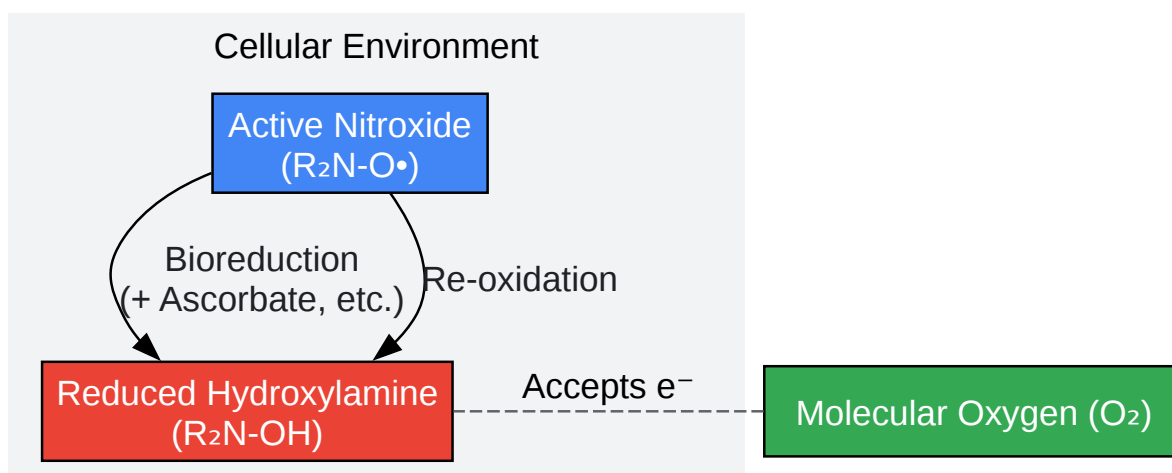 Cellular Environment
Active Nitroxide
(R₂N-O•)
Bioreduction
(+ Ascorbate, etc.)
Re-oxidation
Reduced Hydroxylamine
(R₂N-OH)
Accepts e⁻
Molecular Oxygen (O₂)